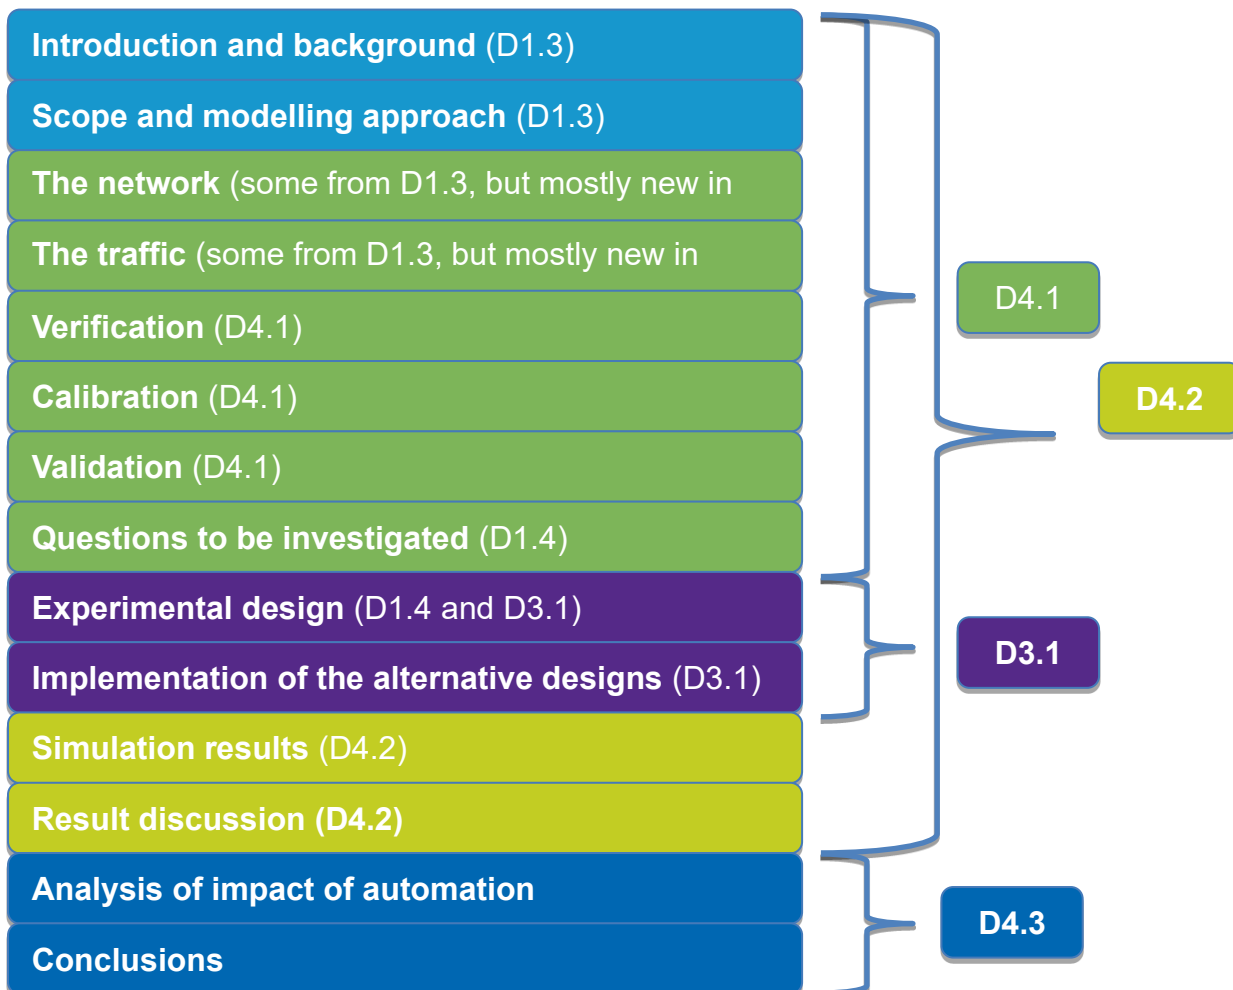 Introduction and background (D1.3)
Scope and modelling approach (D1.3)
The network (some from D1.3, but mostly new in
The traffic (some from D1.3, but mostly new in
Verification (D4.1)
Calibration (D4.1)
Validation (D4.1)
Questions to be investigated (D1.4)
Experimental design (D1.4 and D3.1)
Implementation of the alternative designs (D3.1)
Simulation results (D4.2)
Result discussion (D4.2)
Analysis of impact of automation
Conclusions
D4.1
D4.2
D3.1
D4.3